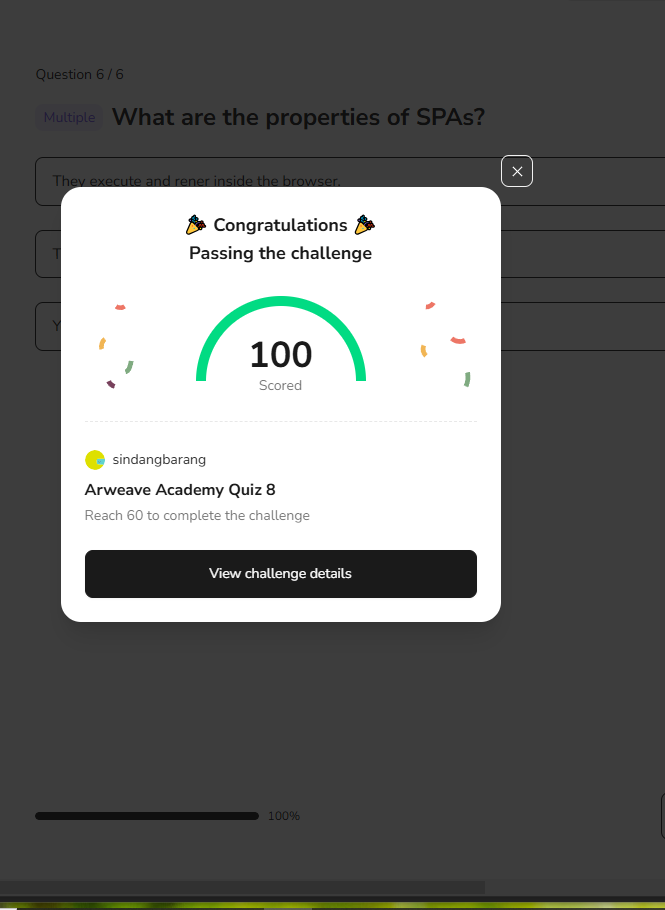 Question 6 / 6
Multiple What are the properties of SPAs?
They execute and rener inside the browser.
T
Y
Congratulations
Passing the challenge
100
Scored
sindangbarang
Arweave Academy Quiz 8
Reach 60 to complete the challenge
View challenge details
100%